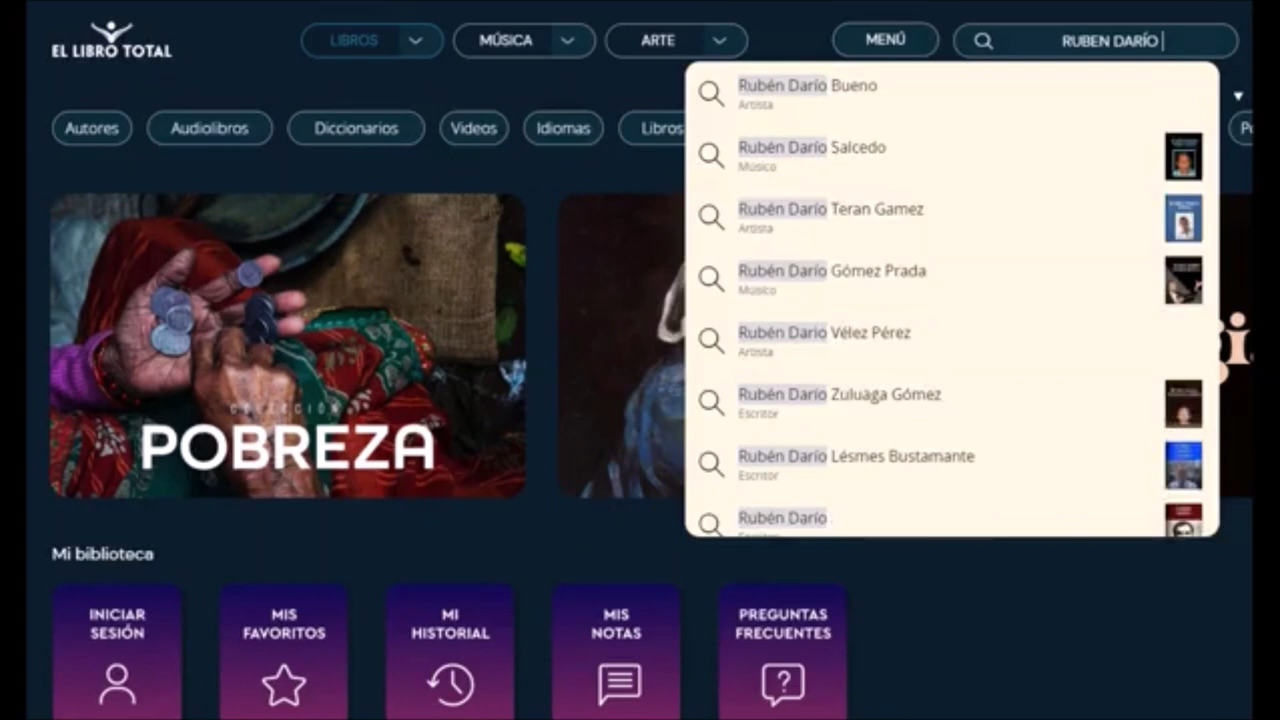 EL LIBRO TOTAL
LIBROS
MÚSICA
ARTE
MENÚ
RUBEN DARÍO
Autores
Audiolibros
Diccionarios
Videos
Idiomas
Libros
Rubén Darío Bueno
Artista
Rubén Darío Salcedo
Músico
Rubén Darío Teran Gamez
Artista
Rubén Darío Gómez Prada
Músico
Rubén Darío Vélez Pérez
Artista
Rubén Darío Zuluaga Gómez
Escritor
Rubén Darío Lésmes Bustamante
Escritor
Rubén Darío
COLECCIÓN
POBREZA
Mi biblioteca
INICIAR
SESIÓN
MIS
FAVORITOS
MI
HISTORIAL
MIS
NOTAS
PREGUNTAS
FRECUENTES